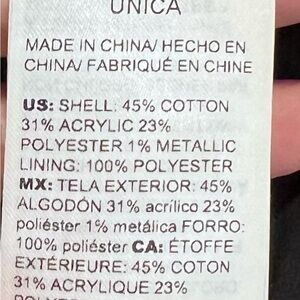 UNICA
MADE IN CHINA/ HECHO EN
CHINA/ FABRIQUÉ EN CHINE
US: SHELL: 45% COTTON
31% ACRYLIC 23%
POLYESTER 1% METALLIC
LINING: 100% POLYESTER
MX: TELA EXTERIOR: 45%
ALGODÓN 31% acrílico 23%
poliéster 1% metálica FORRO:
100% poliéster CA: ÉTOFFE
EXTÉRIEURE: 45% COTON
31% ACRYLIQUE 23%